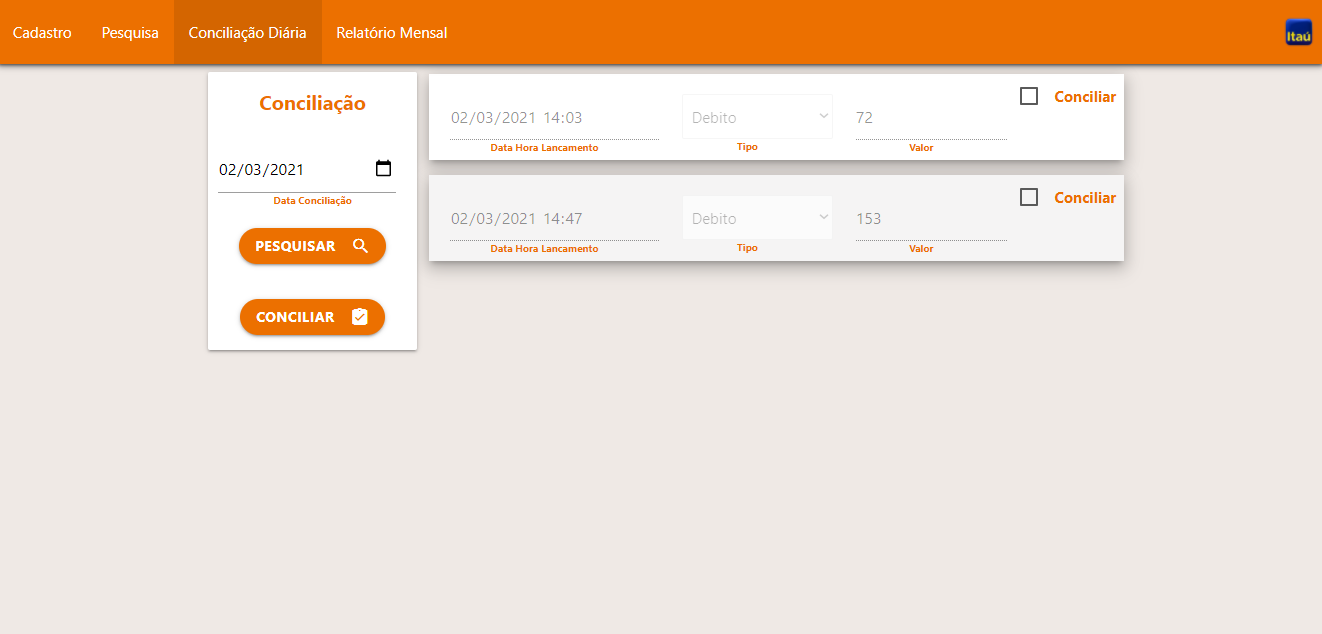 Cadastro Pesquisa Conciliação Diária Relatório Mensal Itaú
Conciliação
02/03/2021
Data Conciliação
PESQUISAR
CONCILIAR
Conciliar
02/03/2021 14:03 Debito 72
Data Hora Lancamento Tipo Valor
Conciliar
02/03/2021 14:47 Debito 153
Data Hora Lancamento Tipo Valor